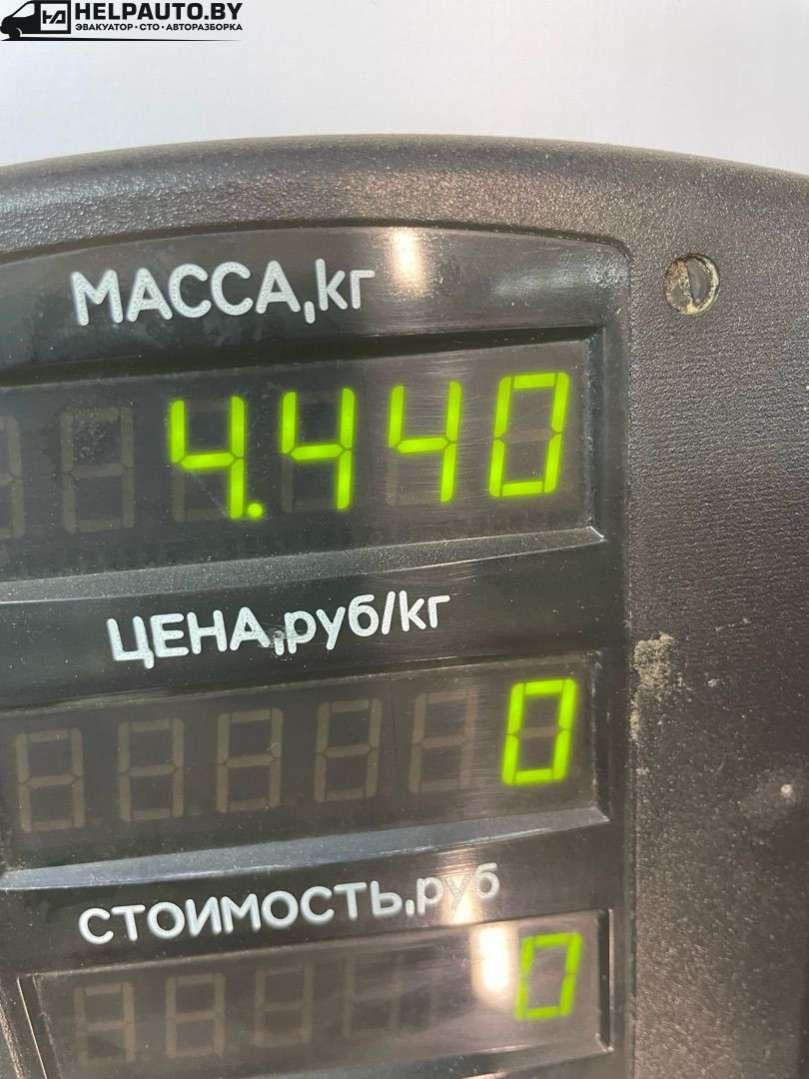 HELPAUTO.BY
ЭВАКУАТОР • СТО • АВТОРАЗБОРКА
МАССА,кг
4.440
ЦЕНА,руб/кг
0
СТОИМОСТЬ,руб
0